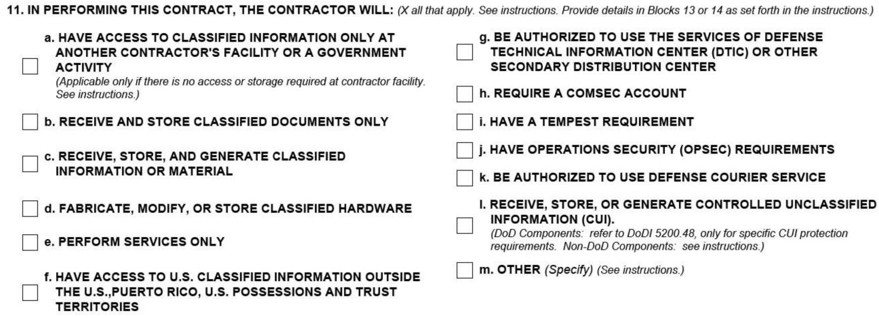 11. IN PERFORMING THIS CONTRACT, THE CONTRACTOR WILL: (X all that apply. See instructions. Provide details in Blocks 13 or 14 as set forth in the instructions.)
a. HAVE ACCESS TO CLASSIFIED INFORMATION ONLY AT
ANOTHER CONTRACTOR'S FACILITY OR A GOVERNMENT
ACTIVITY
(Applicable only if there is no access or storage required at contractor facility.
See instructions.)
b. RECEIVE AND STORE CLASSIFIED DOCUMENTS ONLY
c. RECEIVE, STORE, AND GENERATE CLASSIFIED
INFORMATION OR MATERIAL
d. FABRICATE, MODIFY, OR STORE CLASSIFIED HARDWARE
e. PERFORM SERVICES ONLY
f. HAVE ACCESS TO U.S. CLASSIFIED INFORMATION OUTSIDE
THE U.S.,PUERTO RICO, U.S. POSSESSIONS AND TRUST
TERRITORIES
g. BE AUTHORIZED TO USE THE SERVICES OF DEFENSE
TECHNICAL INFORMATION CENTER (DTIC) OR OTHER
SECONDARY DISTRIBUTION CENTER
h. REQUIRE A COMSEC ACCOUNT
i. HAVE A TEMPEST REQUIREMENT
j. HAVE OPERATIONS SECURITY (OPSEC) REQUIREMENTS
k. BE AUTHORIZED TO USE DEFENSE COURIER SERVICE
l. RECEIVE, STORE, OR GENERATE CONTROLLED UNCLASSIFIED
INFORMATION (CUI).
(DoD Components: refer to DoDI 5200.48, only for specific CUI protection
requirements. Non-DoD Components: see instructions.)
m. OTHER (Specify) (See instructions.)